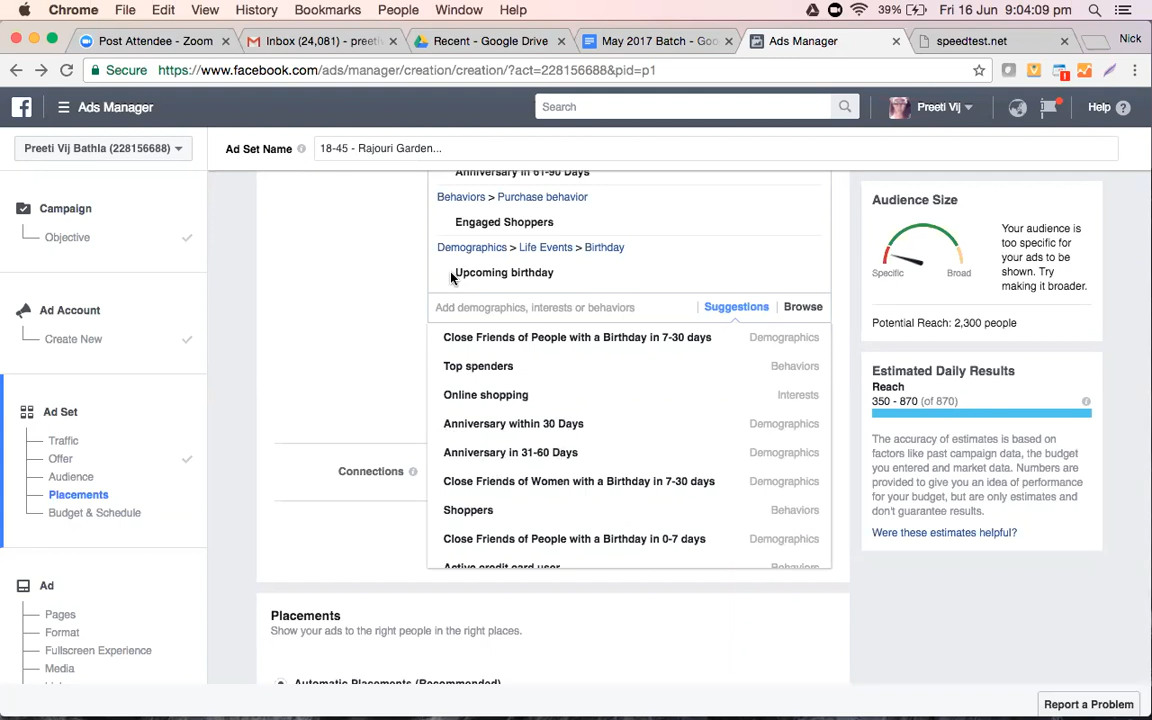 Chrome File Edit View History Bookmarks People Window Help 39% Fri 16 Jun 9:04:09 pm
Post Attendee - Zoom Inbox (24,081) - preeti Recent - Google Drive May 2017 Batch - Goo Ads Manager speedtest.net Nick
Secure https://www.facebook.com/ads/manager/creation/creation/?act=228156688&pid=p1
Ads Manager Search Preeti Vij Help
Preeti Vij Bathla (228156688) Ad Set Name 18-45 - Rajouri Garden...
Campaign
Objective
Ad Account
Create New
Ad Set
Traffic
Offer
Audience
Placements
Budget & Schedule
Ad
Pages
Format
Fullscreen Experience
Media
Anniversary in 61-90 Days
Behaviors > Purchase behavior
Engaged Shoppers
Demographics > Life Events > Birthday
Upcoming birthday
Add demographics, interests or behaviors Suggestions Browse
Close Friends of People with a Birthday in 7-30 days Demographics
Top spenders Behaviors
Online shopping Interests
Anniversary within 30 Days Demographics
Anniversary in 31-60 Days Demographics
Close Friends of Women with a Birthday in 7-30 days Demographics
Shoppers Behaviors
Close Friends of People with a Birthday in 0-7 days Demographics
Active credit card user Behaviors
Connections
Placements
Show your ads to the right people in the right places.
Automatic Placements (Recommended)
Audience Size
Specific Broad
Your audience is
too specific for
your ads to be
shown. Try
making it broader.
Potential Reach: 2,300 people
Estimated Daily Results
Reach
350 - 870 (of 870)
The accuracy of estimates is based on
factors like past campaign data, the budget
you entered and market data. Numbers are
provided to give you an idea of performance
for your budget, but are only estimates and
don't guarantee results.
Were these estimates helpful?
Report a Problem